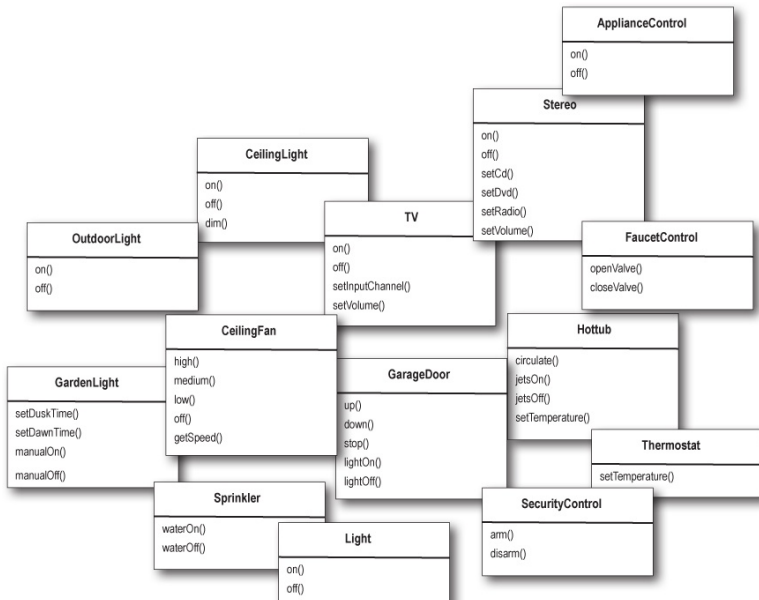 ApplianceControl
on()
off()
Stereo
on()
off()
setCd()
setDvd()
setRadio()
setVolume()
CeilingLight
on()
off()
dim()
TV
on()
off()
setInputChannel()
setVolume()
OutdoorLight
on()
off()
FaucetControl
openValve()
closeValve()
CeilingFan
high()
medium()
low()
off()
getSpeed()
Hottub
circulate()
jetsOn()
jetsOff()
setTemperature()
GardenLight
setDuskTime()
setDawnTime()
manualOn()
manualOff()
GarageDoor
up()
down()
stop()
lightOn()
lightOff()
Thermostat
setTemperature()
Sprinkler
waterOn()
waterOff()
SecurityControl
arm()
disarm()
Light
on()
off()